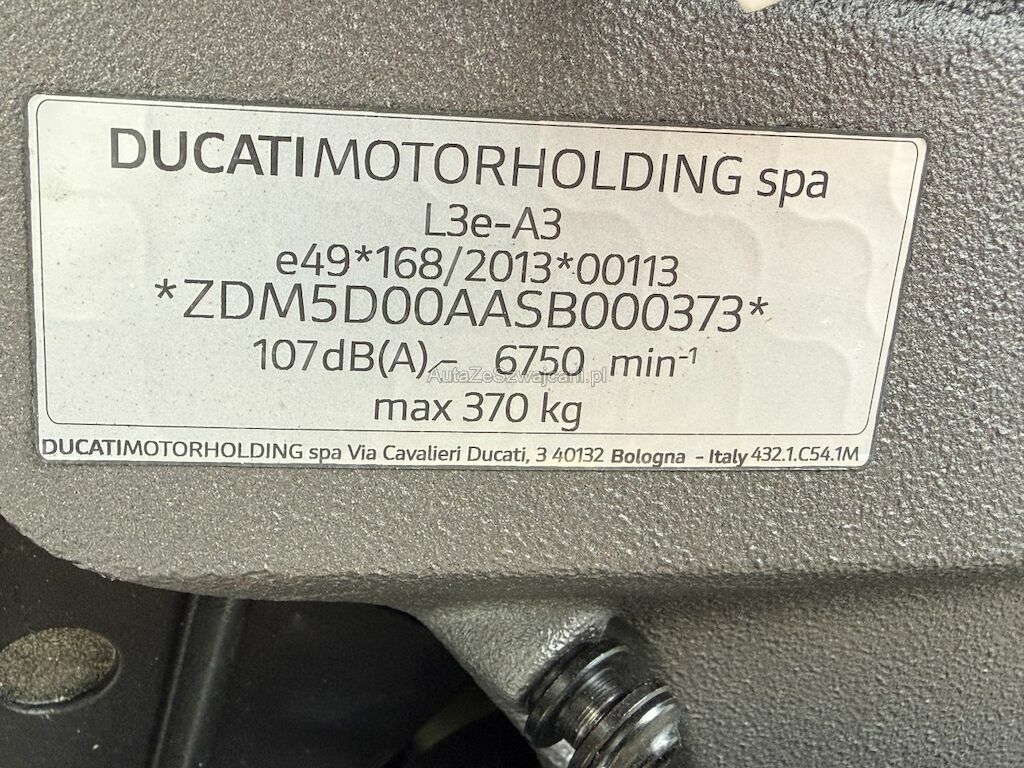 DUCATIMOTORHOLDING spa
L3e-A3
e49*168/2013*00113
*ZDM5D00AASB000373*
107dB(A)- 6750 min⁻¹
AutaZeSzwajcarii.pl
max 370 kg
DUCATIMOTORHOLDING spa Via Cavalieri Ducati, 3 40132 Bologna - Italy 432.1.C54.1M